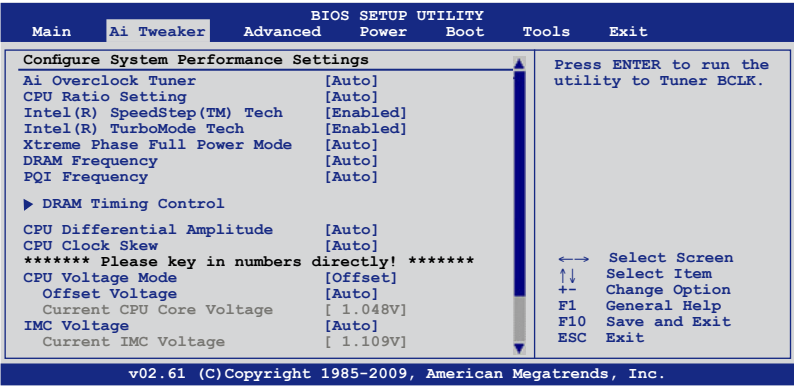 BIOS SETUP UTILITY
Main Ai Tweaker Advanced Power Boot Tools Exit
Configure System Performance Settings
Ai Overclock Tuner [Auto]
CPU Ratio Setting [Auto]
Intel(R) SpeedStep(TM) Tech [Enabled]
Intel(R) TurboMode Tech [Enabled]
Xtreme Phase Full Power Mode [Auto]
DRAM Frequency [Auto]
PQI Frequency [Auto]
DRAM Timing Control
CPU Differential Amplitude [Auto]
CPU Clock Skew [Auto]
******* Please key in numbers directly! *******
CPU Voltage Mode [Offset]
Offset Voltage [Auto]
Current CPU Core Voltage [ 1.048V]
IMC Voltage [Auto]
Current IMC Voltage [ 1.109V]
Press ENTER to run the
utility to Tuner BCLK.
←→ Select Screen
↑↓ Select Item
+- Change Option
F1 General Help
F10 Save and Exit
ESC Exit
v02.61 (C)Copyright 1985-2009, American Megatrends, Inc.